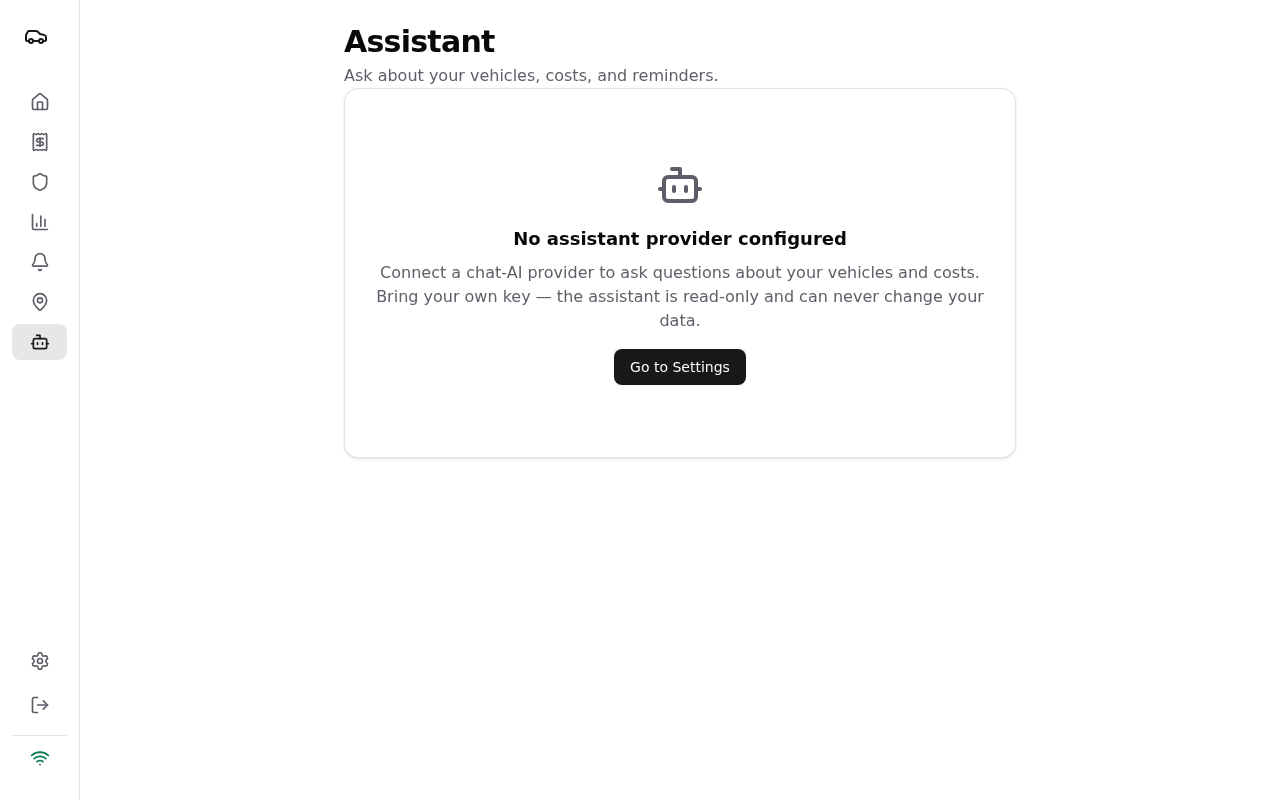 Assistant
Ask about your vehicles, costs, and reminders.
No assistant provider configured
Connect a chat-AI provider to ask questions about your vehicles and costs.
Bring your own key — the assistant is read-only and can never change your
data.
Go to Settings